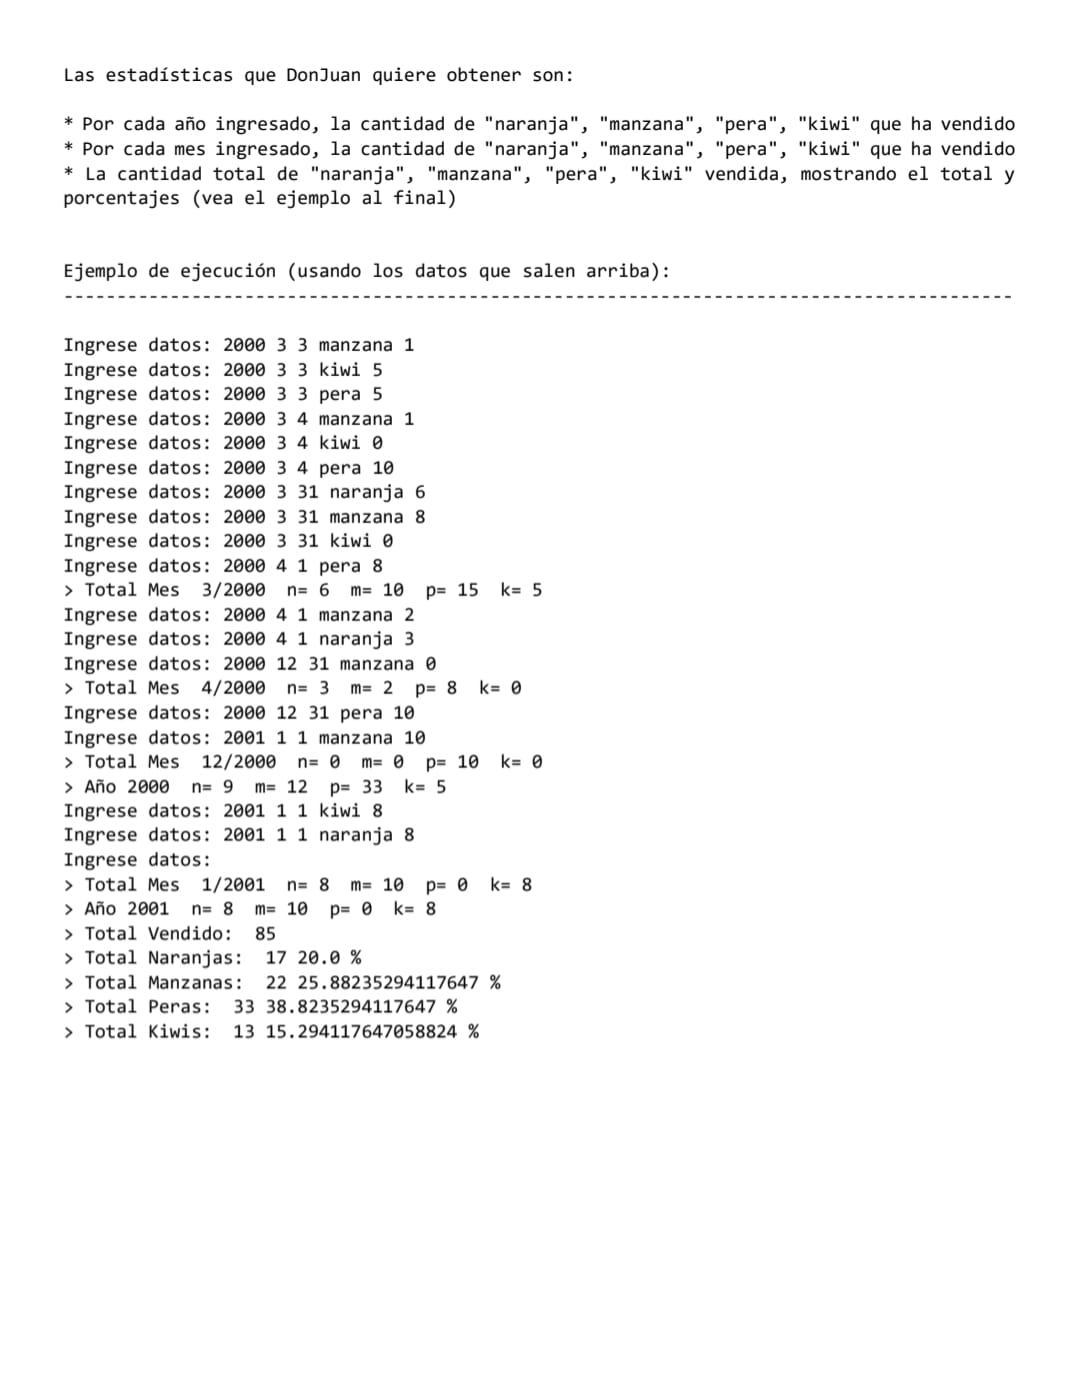 Las estadísticas que DonJuan quiere obtener son:
* Por cada año ingresado, la cantidad de "naranja", "manzana", "pera", "kiwi" que ha vendido
* Por cada mes ingresado, la cantidad de "naranja", "manzana", "pera", "kiwi" que ha vendido
* La cantidad total de "naranja", "manzana", "pera", "kiwi" vendida, mostrando el total y
porcentajes (vea el ejemplo al final)
Ejemplo de ejecución (usando los datos que salen arriba):
-----------------------------------------------------------------------------------------
Ingrese datos: 2000 3 3 manzana 1
Ingrese datos: 2000 3 3 kiwi 5
Ingrese datos: 2000 3 3 pera 5
Ingrese datos: 2000 3 4 manzana 1
Ingrese datos: 2000 3 4 kiwi 0
Ingrese datos: 2000 3 4 pera 10
Ingrese datos: 2000 3 31 naranja 6
Ingrese datos: 2000 3 31 manzana 8
Ingrese datos: 2000 3 31 kiwi 0
Ingrese datos: 2000 4 1 pera 8
> Total Mes  3/2000  n= 6  m= 10  p= 15  k= 5
Ingrese datos: 2000 4 1 manzana 2
Ingrese datos: 2000 4 1 naranja 3
Ingrese datos: 2000 12 31 manzana 0
> Total Mes  4/2000  n= 3  m= 2  p= 8  k= 0
Ingrese datos: 2000 12 31 pera 10
Ingrese datos: 2001 1 1 manzana 10
> Total Mes  12/2000  n= 0  m= 0  p= 10  k= 0
> Año 2000  n= 9  m= 12  p= 33  k= 5
Ingrese datos: 2001 1 1 kiwi 8
Ingrese datos: 2001 1 1 naranja 8
Ingrese datos:
> Total Mes  1/2001  n= 8  m= 10  p= 0  k= 8
> Año 2001  n= 8  m= 10  p= 0  k= 8
> Total Vendido:  85
> Total Naranjas:  17 20.0 %
> Total Manzanas:  22 25.88235294117647 %
> Total Peras:  33 38.8235294117647 %
> Total Kiwis:  13 15.294117647058824 %